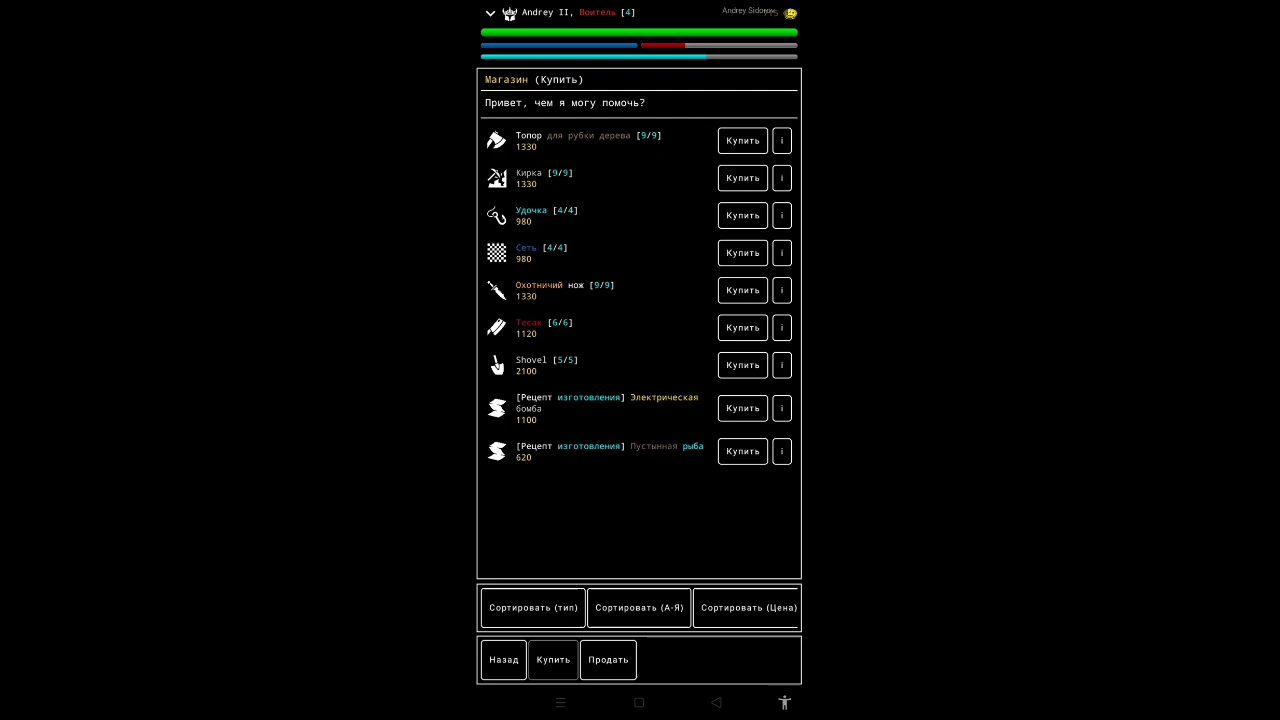 Andrey II, Воитель [4]
Andrey Sidorov
Магазин (Купить)
Привет, чем я могу помочь?
Топор для рубки дерева [9/9]
1330
Купить
i
Кирка [9/9]
1330
Купить
i
Удочка [4/4]
980
Купить
i
Сеть [4/4]
980
Купить
i
Охотничий нож [9/9]
1330
Купить
i
Тесак [6/6]
1120
Купить
i
Shovel [5/5]
2100
Купить
i
[Рецепт изготовления] Электрическая
бомба
1100
Купить
i
[Рецепт изготовления] Пустынная рыба
620
Купить
i
Сортировать (тип) Сортировать (А-Я) Сортировать (Цена)
Назад Купить Продать